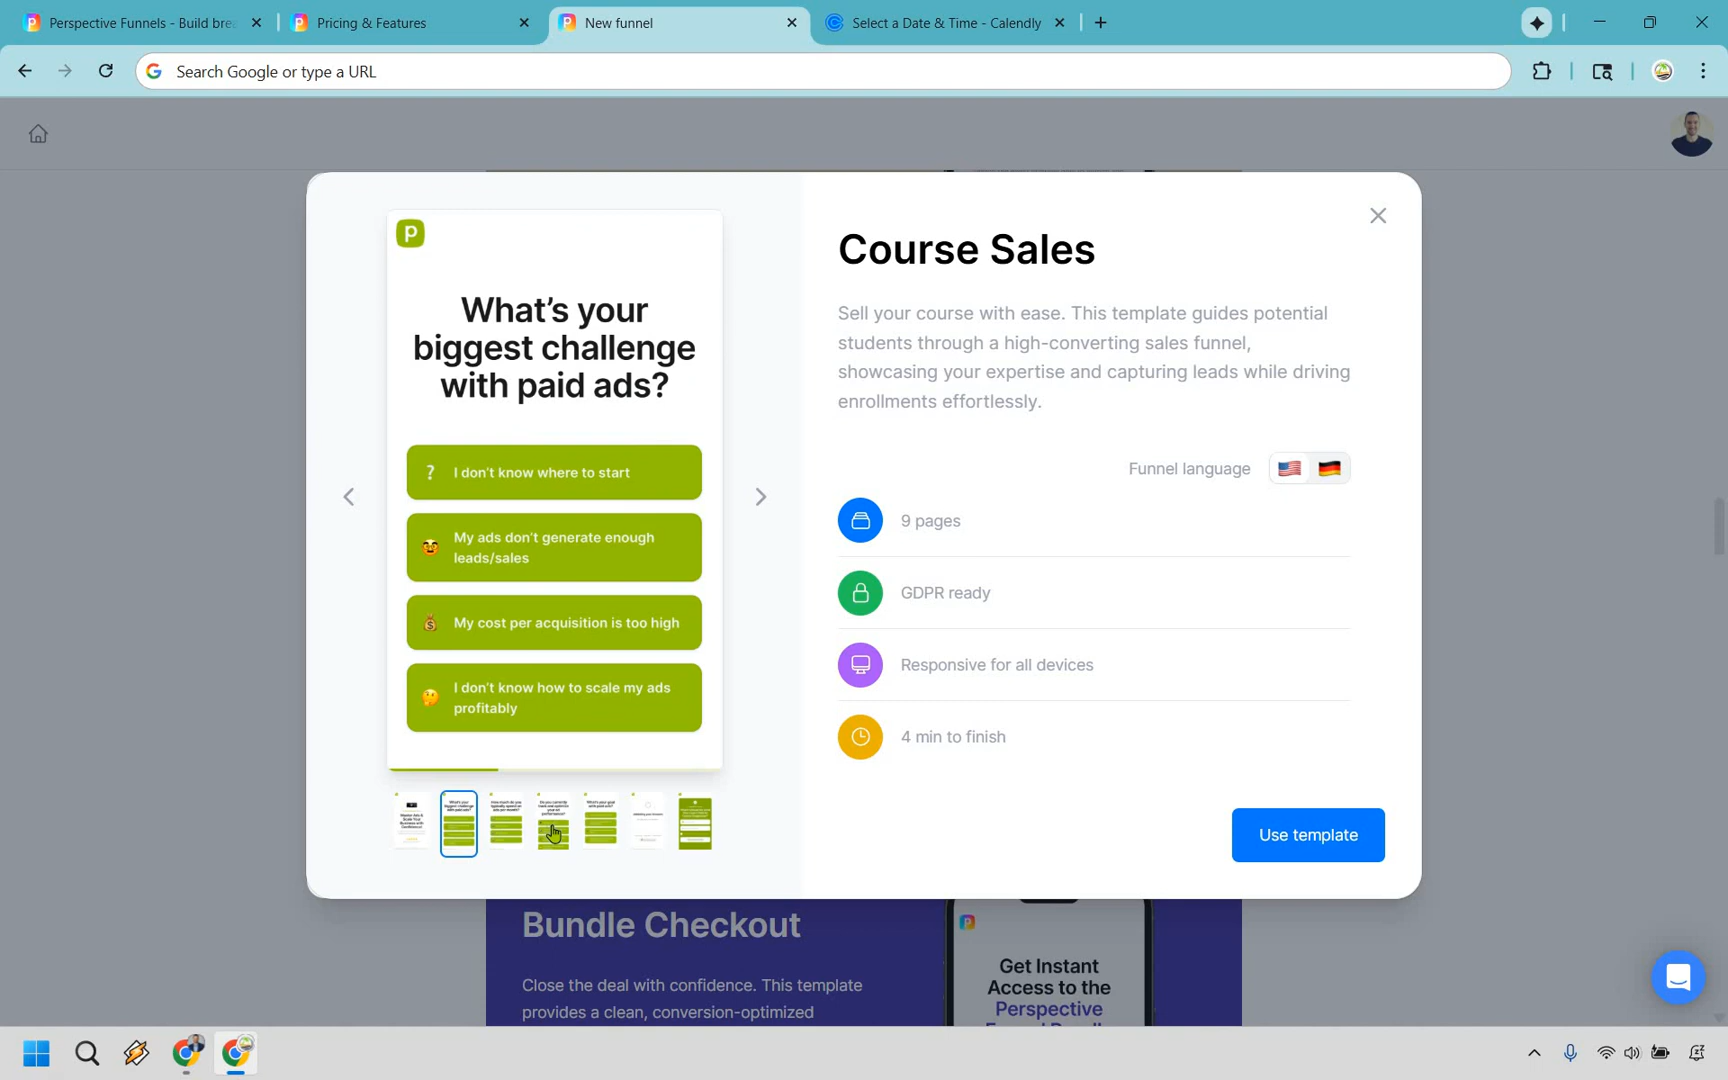 Perspective Funnels - Build brea
Pricing & Features
New funnel
Select a Date & Time - Calendly
Search Google or type a URL
p
What's your
biggest challenge
with paid ads?
? I don't know where to start
My ads don't generate enough
leads/sales
My cost per acquisition is too high
I don't know how to scale my ads
profitably
Course Sales
Sell your course with ease. This template guides potential
students through a high-converting sales funnel,
showcasing your expertise and capturing leads while driving
enrollments effortlessly.
Funnel language
9 pages
GDPR ready
Responsive for all devices
4 min to finish
Use template
Bundle Checkout
Close the deal with confidence. This template
provides a clean, conversion-optimized
Get Instant
Access to the
Perspective